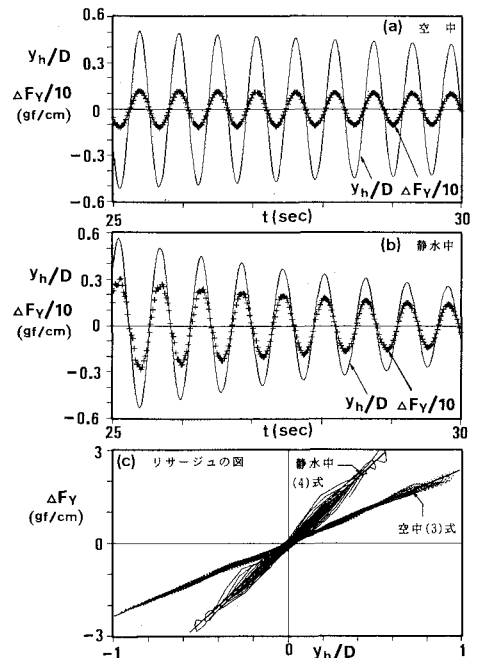 0.6
(a) 空中
y_h/D
0.3
ΔF_Y/10
0
(gf/cm)
-0.3
y_h/D ΔF_Y/10
-0.6
25 t(sec) 30
0.6
(b) 静水中
y_h/D
0.3
ΔF_Y/10
0
(gf/cm)
-0.3
y_h/D ΔF_Y/10
-0.6
25 t(sec) 30
3
(c) リサージュの図
静水中
(4)式
ΔF_Y
(gf/cm)
空中(3)式
0
-3
-1 0 y_h/D 1